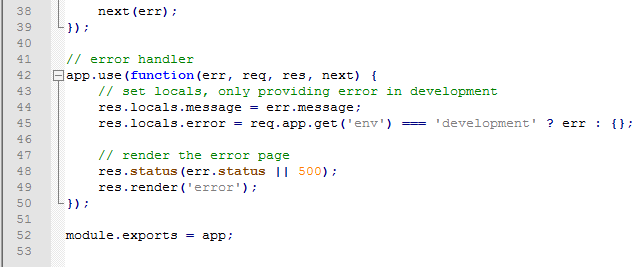 38         next(err);
39 });
40
41 // error handler
42 app.use(function(err, req, res, next) {
43     // set locals, only providing error in development
44     res.locals.message = err.message;
45     res.locals.error = req.app.get('env') === 'development' ? err : {};
46
47     // render the error page
48     res.status(err.status || 500);
49     res.render('error');
50 });
51
52 module.exports = app;
53